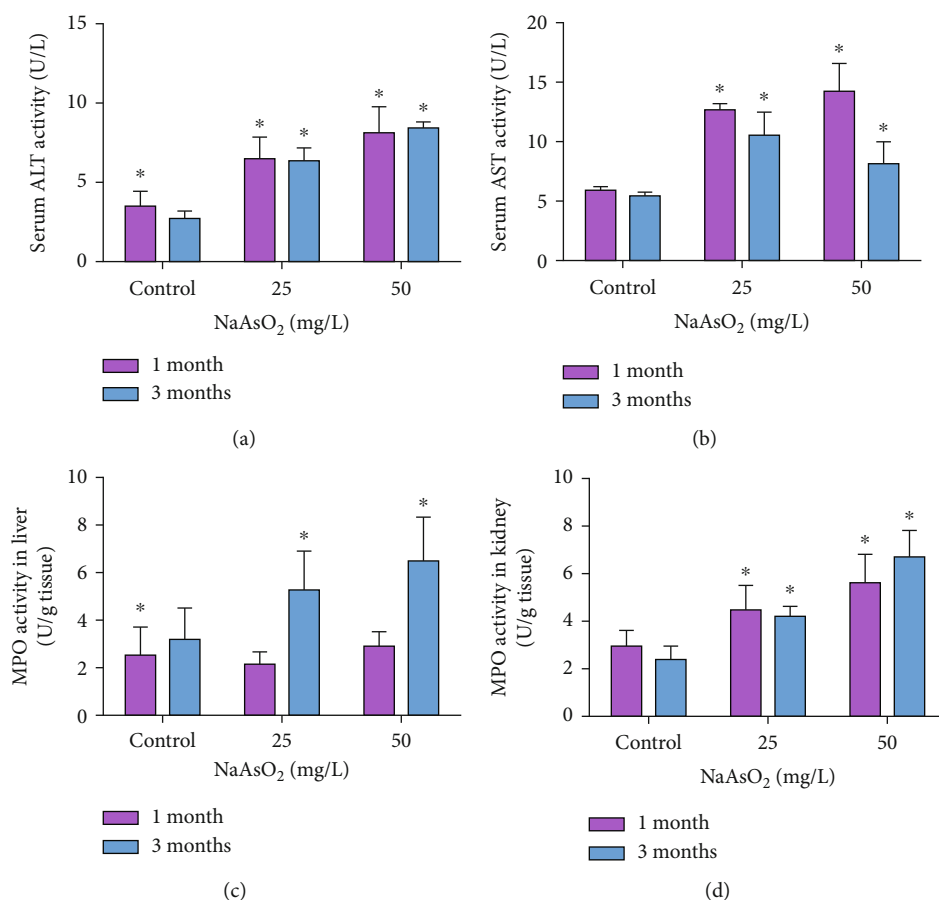 Serum ALT activity (U/L)
15
10
5
0
* * * * *
Control 25 50
NaAsO₂ (mg/L)
1 month
3 months
(a)
Serum AST activity (U/L)
20
15
10
5
0
* * * *
Control 25 50
NaAsO₂ (mg/L)
1 month
3 months
(b)
MPO activity in liver
(U/g tissue)
10
8
6
4
2
0
* * *
Control 25 50
NaAsO₂ (mg/L)
1 month
3 months
(c)
MPO activity in kidney
(U/g tissue)
10
8
6
4
2
0
* * * *
Control 25 50
NaAsO₂ (mg/L)
1 month
3 months
(d)